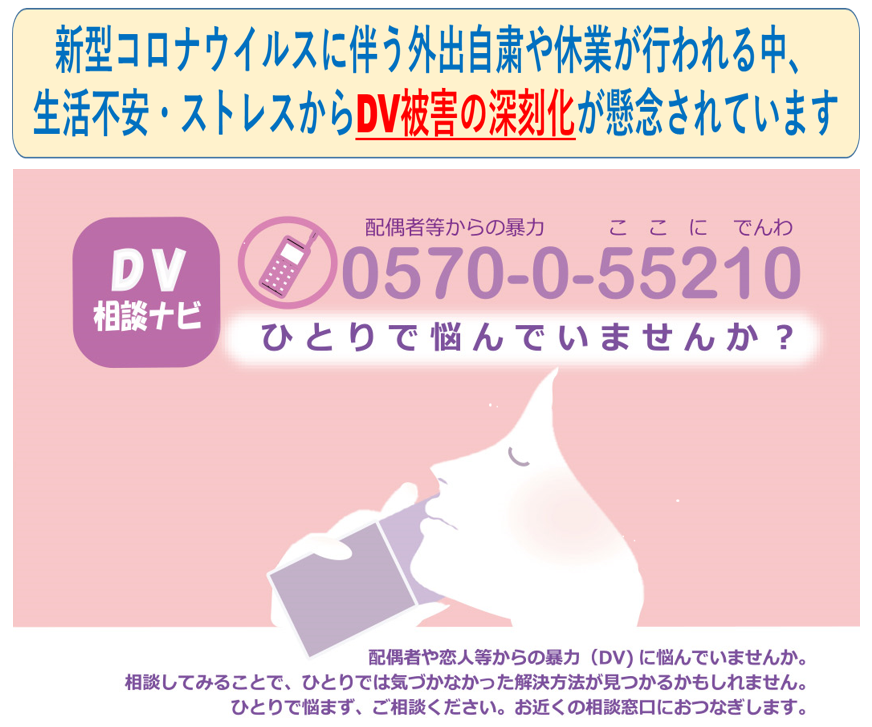 新型コロナウイルスに伴う外出自粛や休業が行われる中、
生活不安・ストレスからDV被害の深刻化が懸念されています
DV
相談ナビ
配偶者等からの暴力 ここに でんわ
0570-0-55210
ひとりで悩んでいませんか?
配偶者や恋人等からの暴力(DV)に悩んでいませんか。
相談してみることで、ひとりでは気づかなかった解決方法が見つかるかもしれません。
ひとりで悩まず、ご相談ください。お近くの相談窓口におつなぎします。